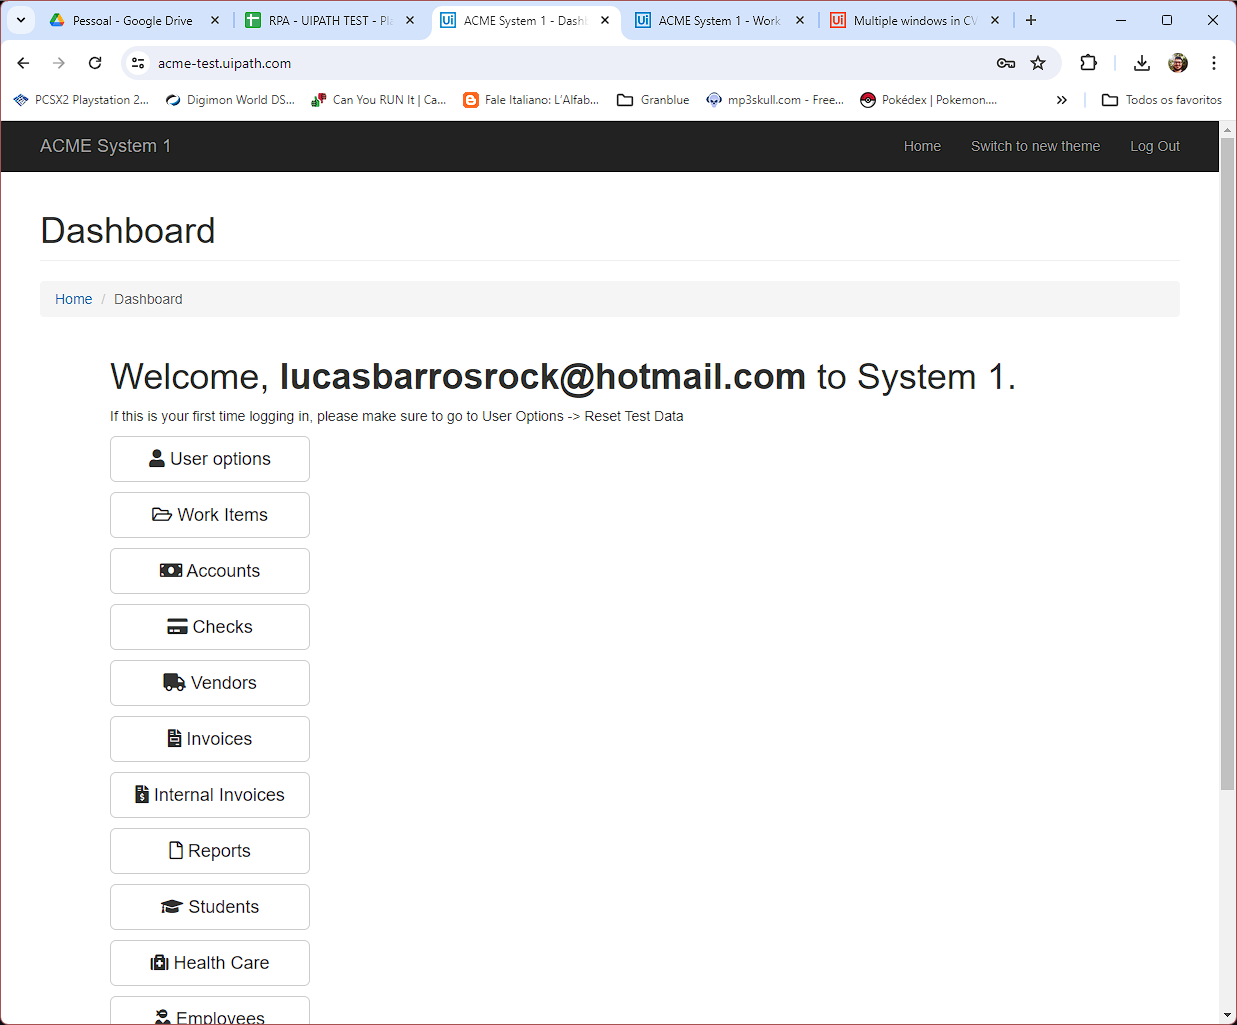 Pessoal - Google Drive
RPA - UIPATH TEST - Pla
ACME System 1 - Dash
ACME System 1 - Work
Multiple windows in CV
acme-test.uipath.com
PCSX2 Playstation 2...
Digimon World DS...
Can You RUN It | Ca...
Fale Italiano: L'Alfab...
Granblue
mp3skull.com - Free...
Pokédex | Pokemon....
Todos os favoritos
ACME System 1
Home
Switch to new theme
Log Out
Dashboard
Home / Dashboard
Welcome, lucasbarrosrock@hotmail.com to System 1.
If this is your first time logging in, please make sure to go to User Options -> Reset Test Data
User options
Work Items
Accounts
Checks
Vendors
Invoices
Internal Invoices
Reports
Students
Health Care
Employees